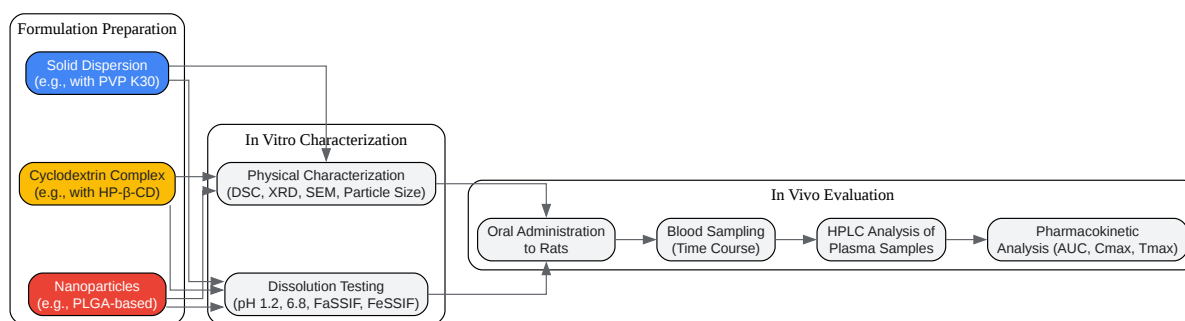 Formulation Preparation
Solid Dispersion
(e.g., with PVP K30)
Cyclodextrin Complex
(e.g., with HP-β-CD)
Nanoparticles
(e.g., PLGA-based)
In Vitro Characterization
Physical Characterization
(DSC, XRD, SEM, Particle Size)
Dissolution Testing
(pH 1.2, 6.8, FaSSIF, FeSSIF)
In Vivo Evaluation
Oral Administration
to Rats
Blood Sampling
(Time Course)
HPLC Analysis of
Plasma Samples
Pharmacokinetic
Analysis (AUC, Cmax, Tmax)